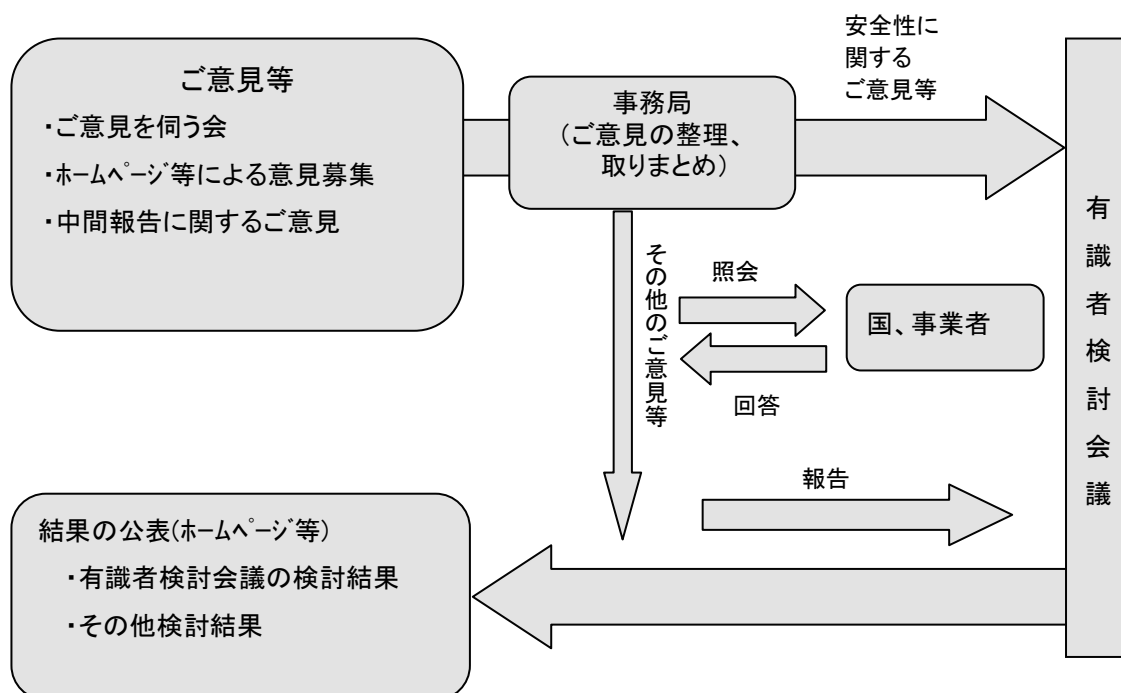 ご意見等
・ご意見を伺う会
・ホームページ等による意見募集
・中間報告に関するご意見
事務局
(ご意見の整理、
取りまとめ)
安全性に
関する
ご意見等
有識者検討会議
その他のご意見等
照会
国、事業者
回答
報告
結果の公表(ホームページ等)
・有識者検討会議の検討結果
・その他検討結果